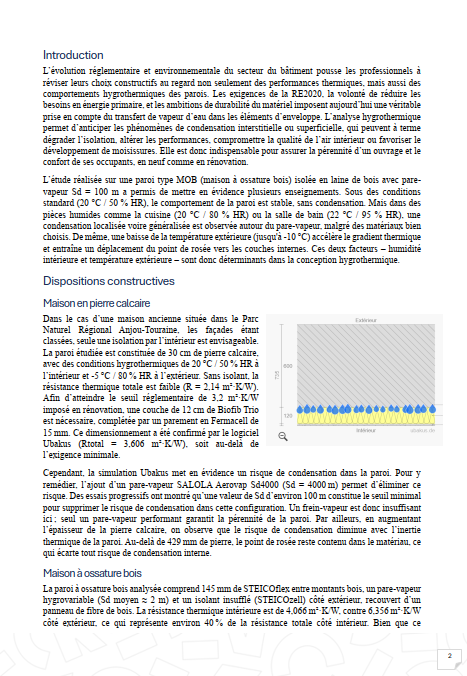 Introduction
L'évolution réglementaire et environnementale du secteur du bâtiment pousse les professionnels à
réviser leurs choix constructifs au regard non seulement des performances thermiques, mais aussi des
comportements hygrothermiques des parois. Les exigences de la RE2020, la volonté de réduire les
besoins en énergie primaire, et les ambitions de durabilité du matériel imposent aujourd'hui une véritable
prise en compte du transfert de vapeur d'eau dans les éléments d'enveloppe. L'analyse hygrothermique
permet d'anticiper les phénomènes de condensation interstitielle ou superficielle, qui peuvent à terme
dégrader l'isolation, altérer les performances, compromettre la qualité de l'air intérieur ou favoriser le
développement de moisissures. Elle est donc indispensable pour assurer la pérennité d'un ouvrage et le
confort de ses occupants, en neuf comme en rénovation.
L'étude réalisée sur une paroi type MOB (maison à ossature bois) isolée en laine de bois avec pare-
vapeur Sd = 100 m a permis de mettre en évidence plusieurs enseignements. Sous des conditions
standard (20 °C / 50 % HR), le comportement de la paroi est stable, sans condensation. Mais dans des
pièces humides comme la cuisine (20 °C / 80 % HR) ou la salle de bain (22 °C / 95 % HR), une
condensation localisée voire généralisée est observée autour du pare-vapeur, malgré des matériaux bien
choisis. De même, une baisse de la température extérieure (jusqu'à -10 °C) accélère le gradient thermique
et entraîne un déplacement du point de rosée vers les couches internes. Ces deux facteurs – humidité
intérieure et température extérieure – sont donc déterminants dans la conception hygrothermique.
Dispositions constructives
Maison en pierre calcaire
Dans le cas d'une maison ancienne située dans le Parc
Naturel Régional Anjou-Touraine, les façades étant
classées, seule une isolation par l'intérieur est envisageable.
La paroi étudiée est constituée de 30 cm de pierre calcaire,
avec des conditions hygrothermiques de 20 °C / 50 % HR à
l'intérieur et -5 °C / 80 % HR à l'extérieur. Sans isolant, la
résistance thermique totale est faible (R = 2,14 m²·K/W).
Afin d'atteindre le seuil réglementaire de 3,2 m²·K/W
imposé en rénovation, une couche de 12 cm de Biofib Trio
est nécessaire, complétée par un parement en Fermacell de
15 mm. Ce dimensionnement a été confirmé par le logiciel
Ubakus (Rtotal = 3,606 m²·K/W), soit au-delà de
l'exigence minimale.
Extérieur
600
120
Intérieur
ubakus.de
Cependant, la simulation Ubakus met en évidence un risque de condensation dans la paroi. Pour y
remédier, l'ajout d'un pare-vapeur SALOLA Aerovap Sd4000 (Sd = 4000 m) permet d'éliminer ce
risque. Des essais progressifs ont montré qu'une valeur de Sd d'environ 100 m constitue le seuil minimal
pour supprimer le risque de condensation dans cette configuration. Un frein-vapeur est donc insuffisant
ici ; seul un pare-vapeur performant garantit la pérennité de la paroi. Par ailleurs, en augmentant
l'épaisseur de la pierre calcaire, on observe que le risque de condensation diminue avec l'inertie
thermique de la paroi. Au-delà de 429 mm de pierre, le point de rosée reste contenu dans le matériau, ce
qui écarte tout risque de condensation interne.
Maison à ossature bois
La paroi à ossature bois analysée comprend 145 mm de STEICOflex entre montants bois, un pare-vapeur
hygrovariable (Sd moyen ≈ 2 m) et un isolant insufflé (STEICOzell) côté extérieur, recouvert d'un
panneau de fibre de bois. La résistance thermique intérieure est de 4,066 m²·K/W, contre 6,356 m²·K/W
côté extérieur, ce qui représente environ 40 % de la résistance totale côté intérieur. Bien que ce
2